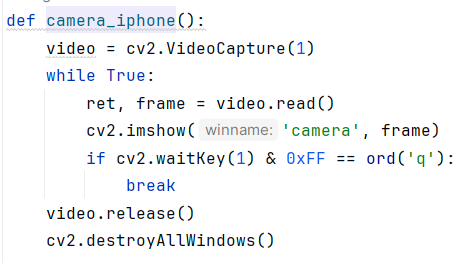 def camera_iphone():
    video = cv2.VideoCapture(1)
    while True:
        ret, frame = video.read()
        cv2.imshow( winname: 'camera', frame)
        if cv2.waitKey(1) & 0xFF == ord('q'):
            break
    video.release()
    cv2.destroyAllWindows()